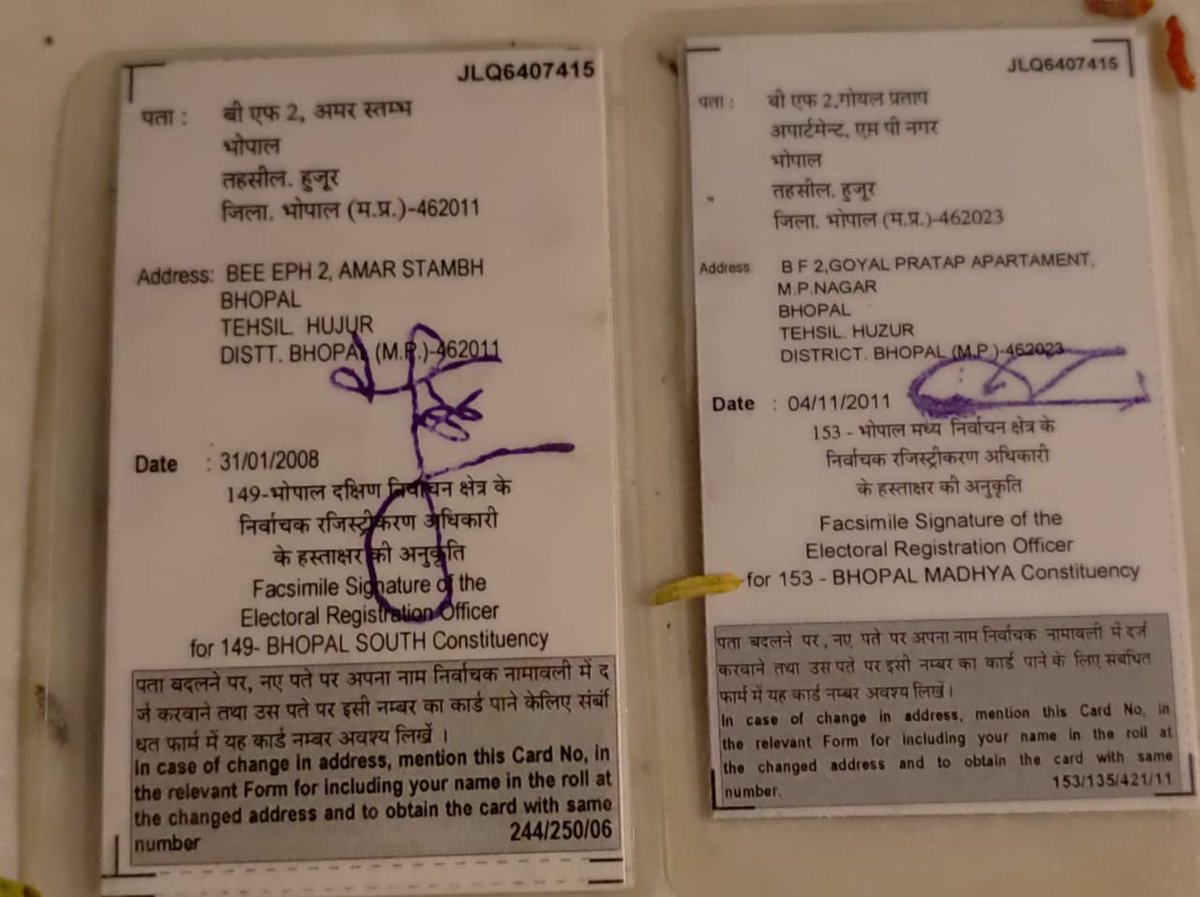 JLQ6407415
पता : बी एफ 2, अमर स्तम्भ
भोपाल
तहसील. हुजूर
जिला. भोपाल (म.प्र.)-462011
Address: BEE EPH 2, AMAR STAMBH
BHOPAL
TEHSIL. HUJUR
DISTT. BHOPAL (M.P.)-462011
Date : 31/01/2008
149-भोपाल दक्षिण निर्वाचन क्षेत्र के
निर्वाचक रजिस्ट्रीकरण अधिकारी
के हस्ताक्षर की अनुकृति
Facsimile Signature of the
Electoral Registration Officer
for 149- BHOPAL SOUTH Constituency
पता बदलने पर, नए पते पर अपना नाम निर्वाचक नामावली में द
र्ज करवाने तथा उस पते पर इसी नम्बर का कार्ड पाने केलिए संबं
धित फार्म में यह कार्ड नम्बर अवश्य लिखें ।
In case of change in address, mention this Card No, in
the relevant Form for including your name in the roll at
the changed address and to obtain the card with same
number 244/250/06
JLQ6407415
पता : बी एफ 2,गोयल प्रताप
अपार्टमेन्ट, एम पी नगर
भोपाल
तहसील. हुजूर
जिला. भोपाल (म.प्र.)-462023
Address B F 2,GOYAL PRATAP APARTAMENT,
M.P.NAGAR
BHOPAL
TEHSIL. HUZUR
DISTRICT. BHOPAL (M.P.)-462023
Date : 04/11/2011
153 - भोपाल मध्य निर्वाचन क्षेत्र के
निर्वाचक रजिस्ट्रीकरण अधिकारी
के हस्ताक्षर की अनुकृति
Facsimile Signature of the
Electoral Registration Officer
for 153 - BHOPAL MADHYA Constituency
पता बदलने पर, नए पते पर अपना नाम निर्वाचक नामावली में दर्ज
करवाने तथा उस पते पर इसी नम्बर का कार्ड पाने के लिए संबंधित
फार्म में यह कार्ड नम्बर अवश्य लिखें।
In case of change in address, mention this Card No, in
the relevant Form for including your name in the roll at
the changed address and to obtain the card with same
number. 153/135/421/11